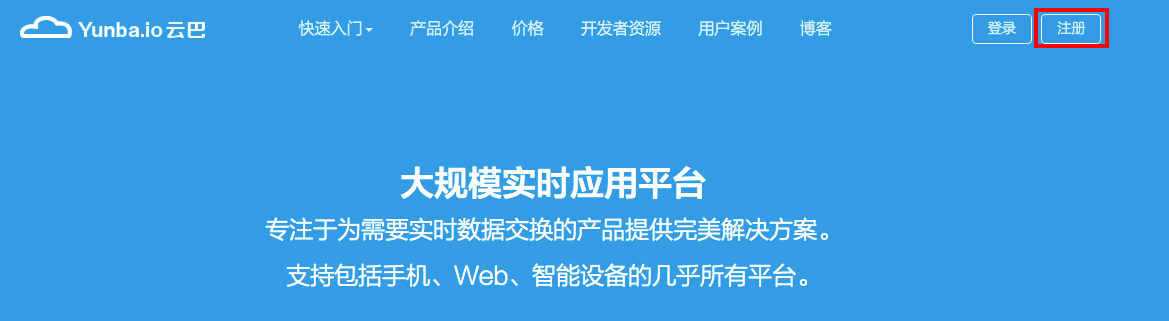 Yunba.io 云巴 快速入门 产品介绍 价格 开发者资源 用户案例 博客 登录 注册
大规模实时应用平台
专注于为需要实时数据交换的产品提供完美解决方案。
支持包括手机、Web、智能设备的几乎所有平台。